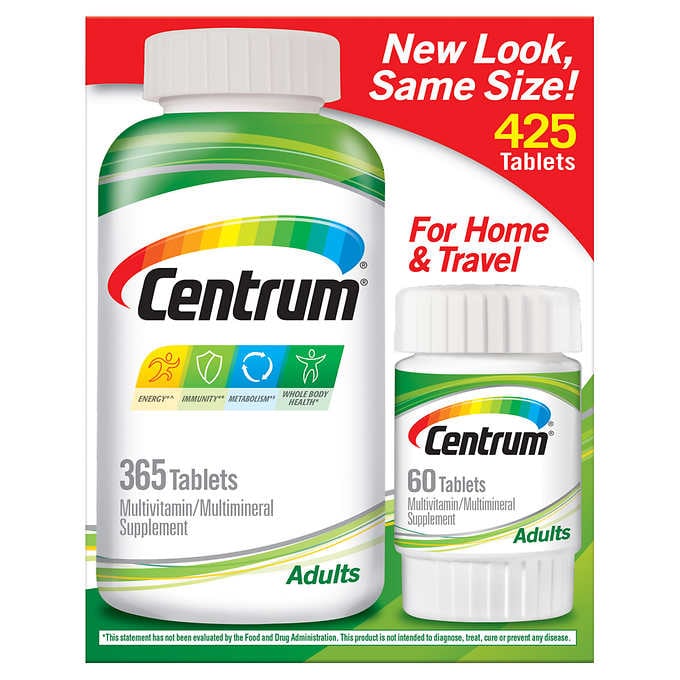 New Look,
Same Size!
425
Tablets
For Home
& Travel
Centrum®
ENERGY*^
IMMUNITY**
METABOLISM*†
WHOLE BODY
HEALTH*
365 Tablets
Multivitamin/Multimineral
Supplement
Adults
Centrum®
60 Tablets
Multivitamin/Multimineral
Supplement
Adults
*This statement has not been evaluated by the Food and Drug Administration. This product is not intended to diagnose, treat, cure or prevent any disease.